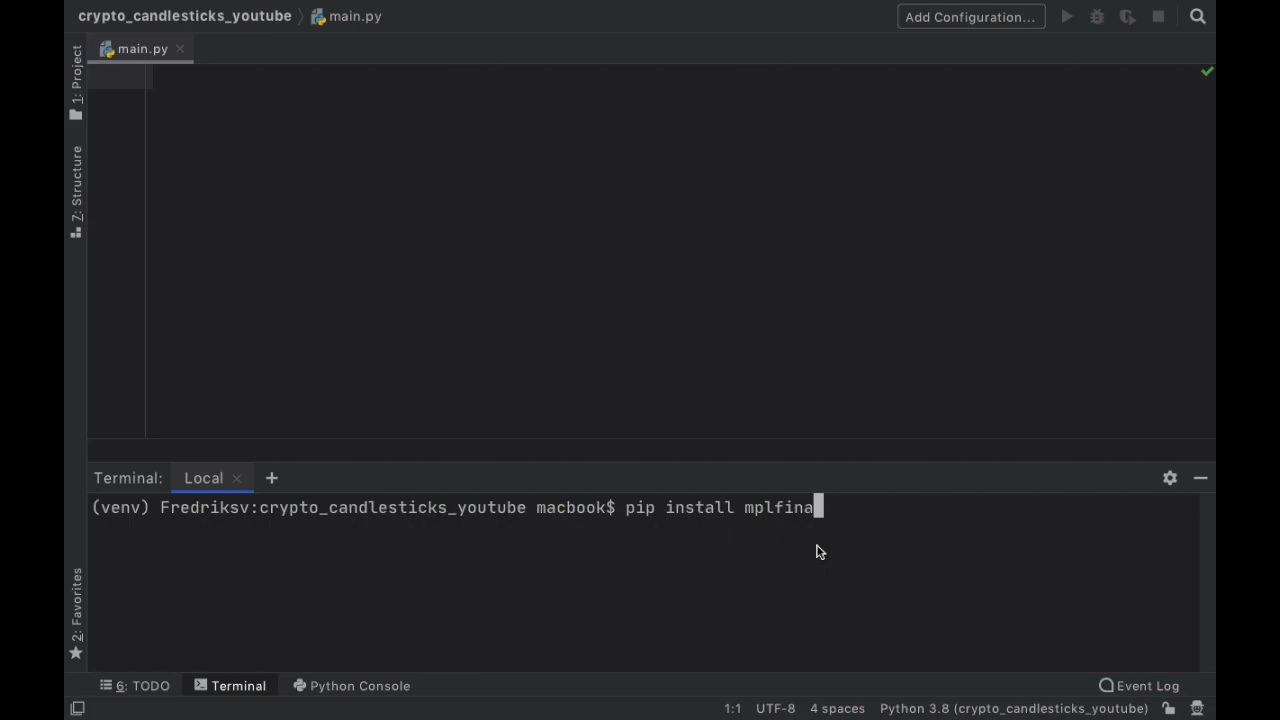 crypto_candlesticks_youtube main.py
Add Configuration...
main.py
1: Project
7: Structure
2: Favorites
Terminal: Local +
(venv) Fredriksv:crypto_candlesticks_youtube macbook$ pip install mplfina
6: TODO Terminal Python Console Event Log
1:1 UTF-8 4 spaces Python 3.8 (crypto_candlesticks_youtube)